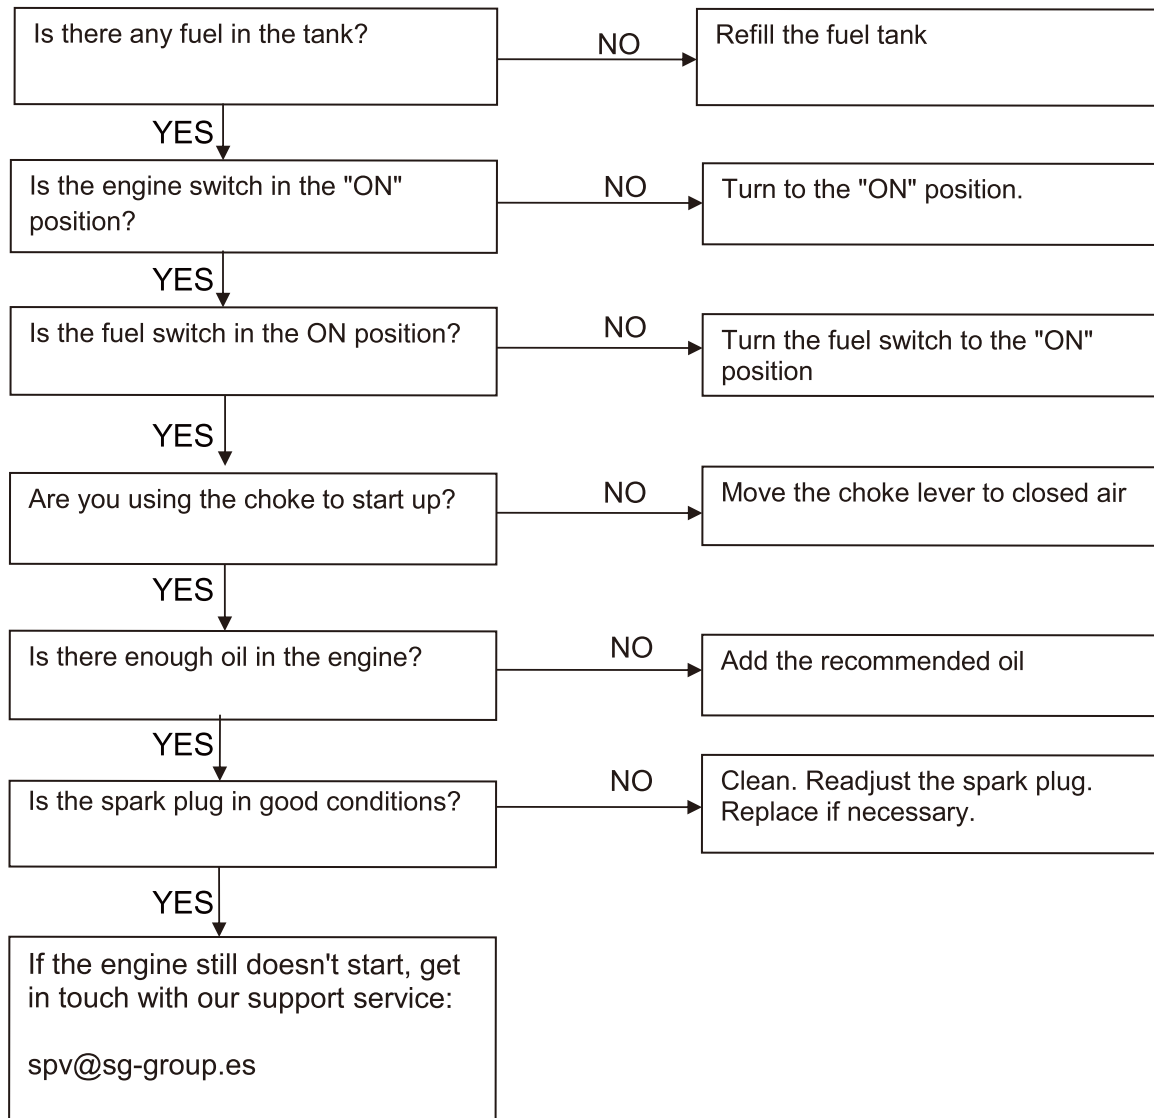 Is there any fuel in the tank?
NO
Refill the fuel tank
YES
Is the engine switch in the "ON"
position?
NO
Turn to the "ON" position.
YES
Is the fuel switch in the ON position?
NO
Turn the fuel switch to the "ON"
position
YES
Are you using the choke to start up?
NO
Move the choke lever to closed air
YES
Is there enough oil in the engine?
NO
Add the recommended oil
YES
Is the spark plug in good conditions?
NO
Clean. Readjust the spark plug.
Replace if necessary.
YES
If the engine still doesn't start, get
in touch with our support service:
spv@sg-group.es